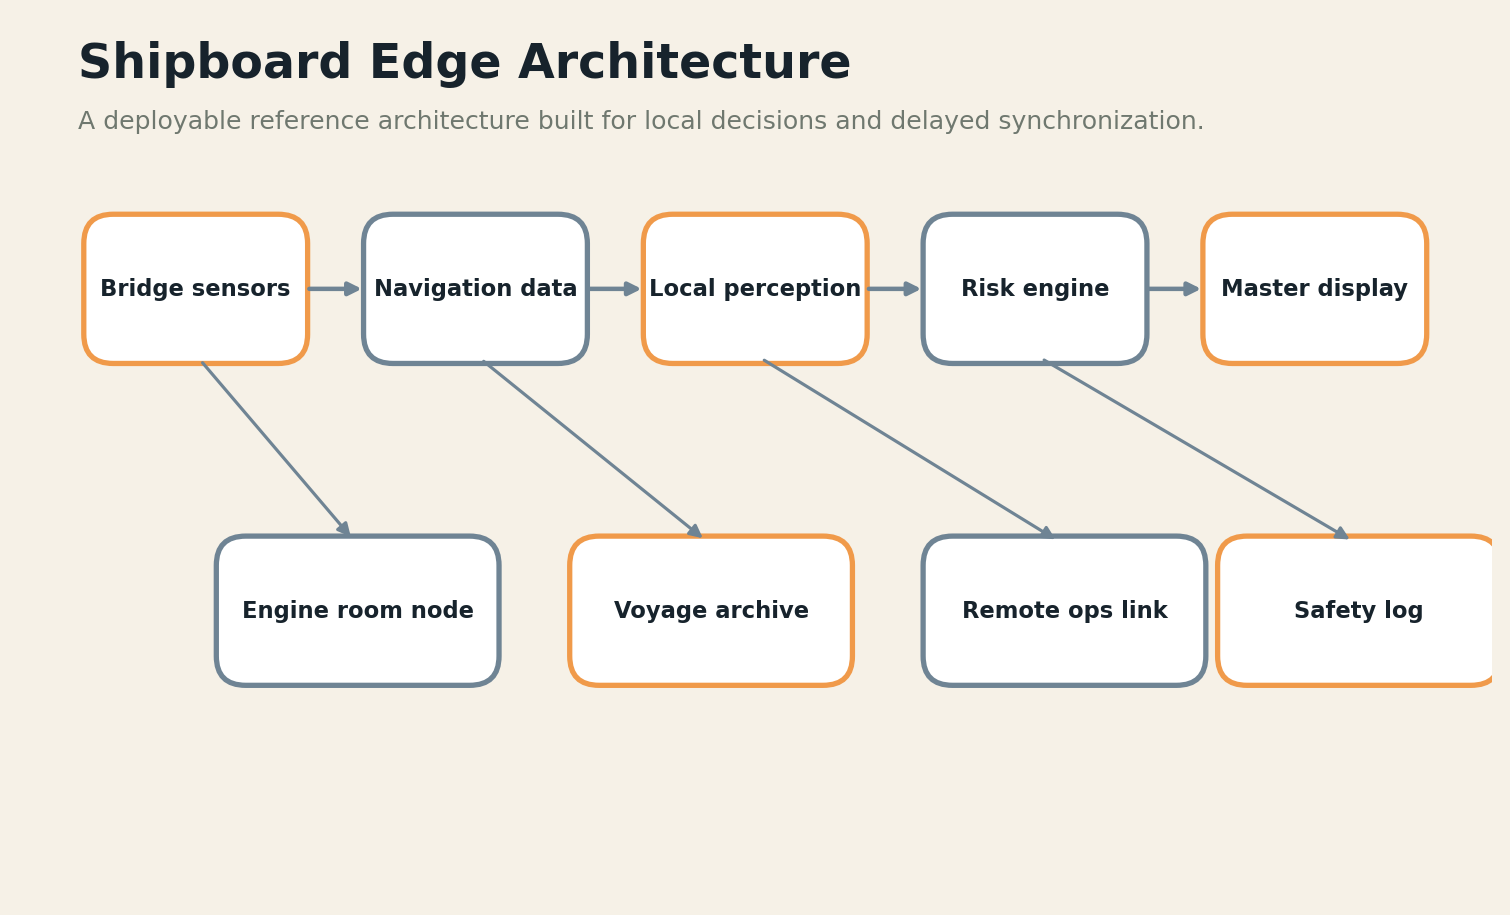 Shipboard Edge Architecture
A deployable reference architecture built for local decisions and delayed synchronization.
Bridge sensors
Navigation data
Local perception
Risk engine
Master display
Engine room node
Voyage archive
Remote ops link
Safety log